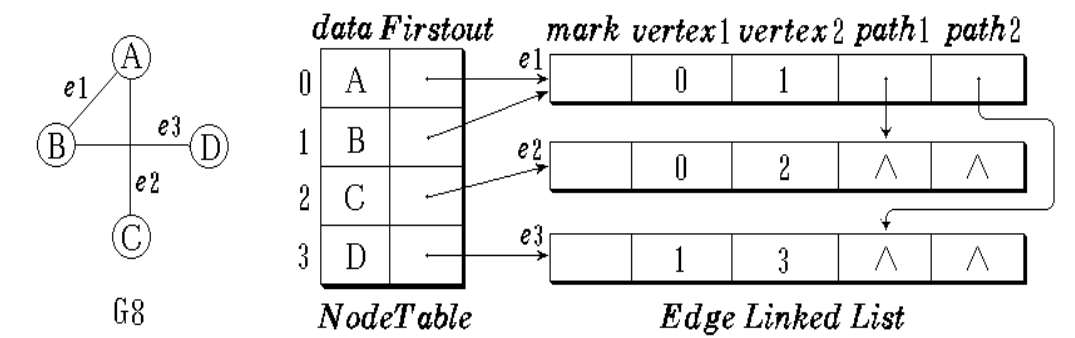 data Firstout mark vertex1 vertex2 path1 path2
A e1 0 A e1 0 1
B e3 D 1 B e2 0 2 ∧ ∧
e2 2 C
C 3 D e3 1 3 ∧ ∧
G8 NodeTable Edge Linked List